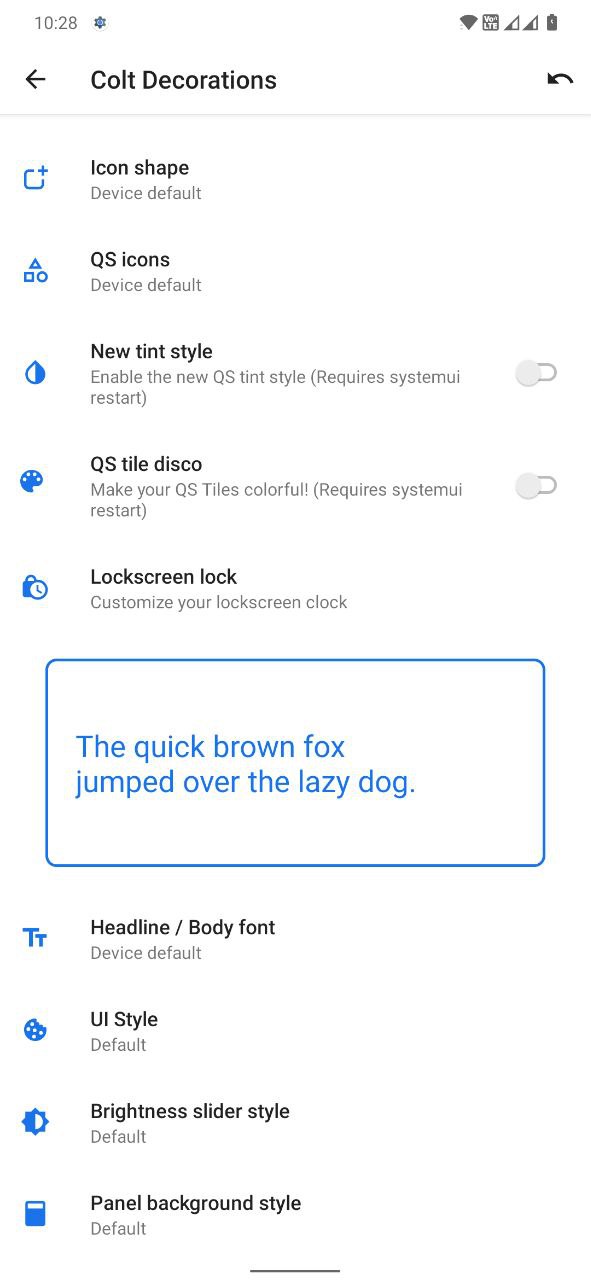 10:28
Vo LTE
Colt Decorations
Icon shape
Device default
QS icons
Device default
New tint style
Enable the new QS tint style (Requires systemui
restart)
QS tile disco
Make your QS Tiles colorful! (Requires systemui
restart)
Lockscreen lock
Customize your lockscreen clock
The quick brown fox
jumped over the lazy dog.
Headline / Body font
Device default
UI Style
Default
Brightness slider style
Default
Panel background style
Default